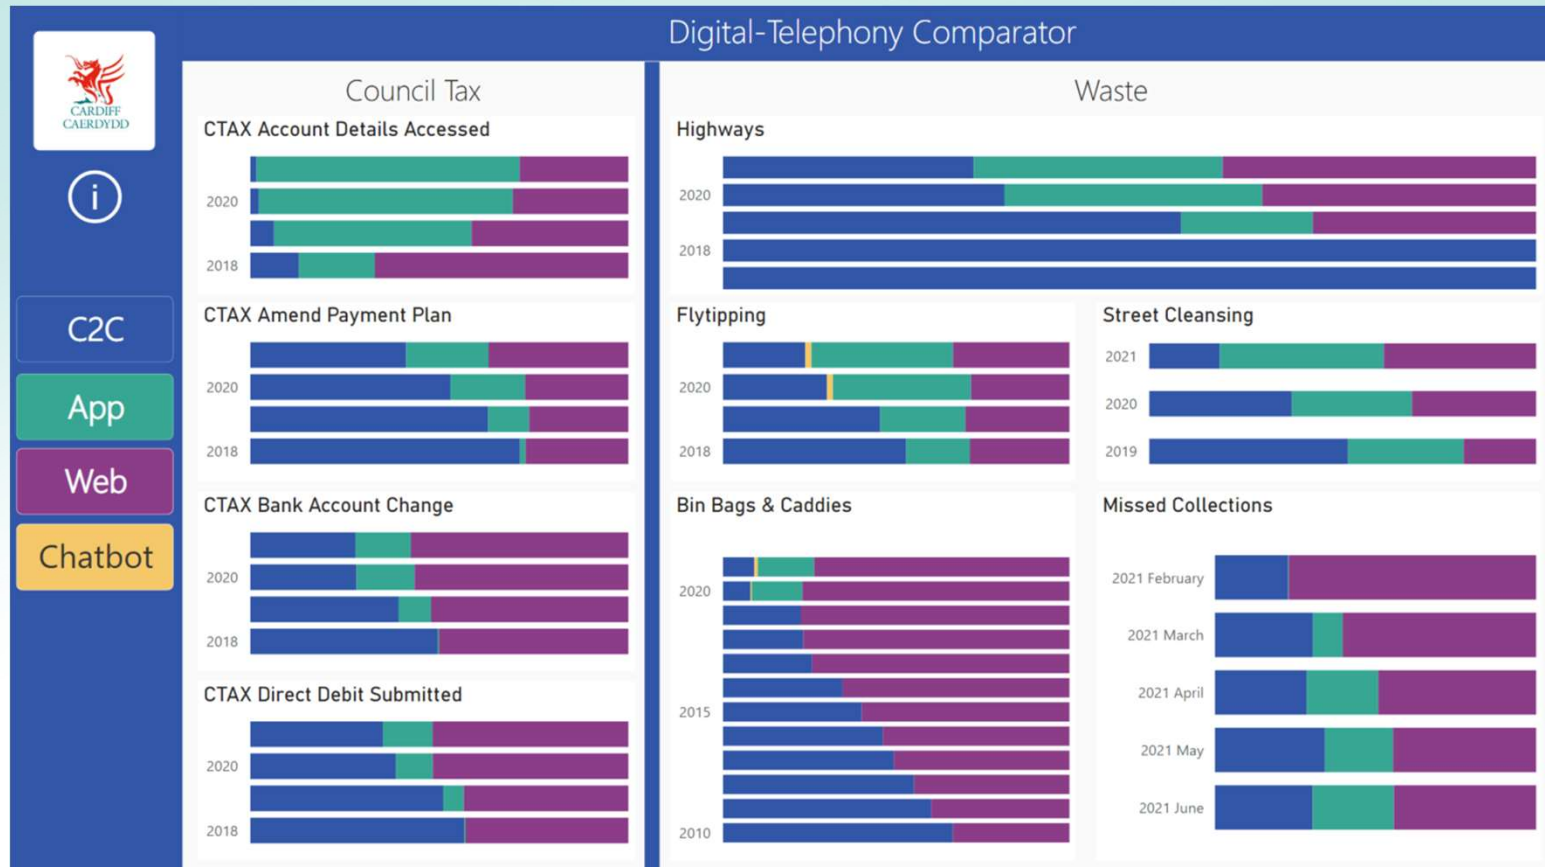 Digital-Telephony Comparator
CARDIFF
CAERDYDD
i
C2C
App
Web
Chatbot
Council Tax
CTAX Account Details Accessed
2020
2018
CTAX Amend Payment Plan
2020
2018
CTAX Bank Account Change
2020
2018
CTAX Direct Debit Submitted
2020
2018
Waste
Highways
2020
2018
Flytipping
2020
2018
Street Cleansing
2021
2020
2019
Bin Bags & Caddies
2020
2015
2010
Missed Collections
2021 February
2021 March
2021 April
2021 May
2021 June